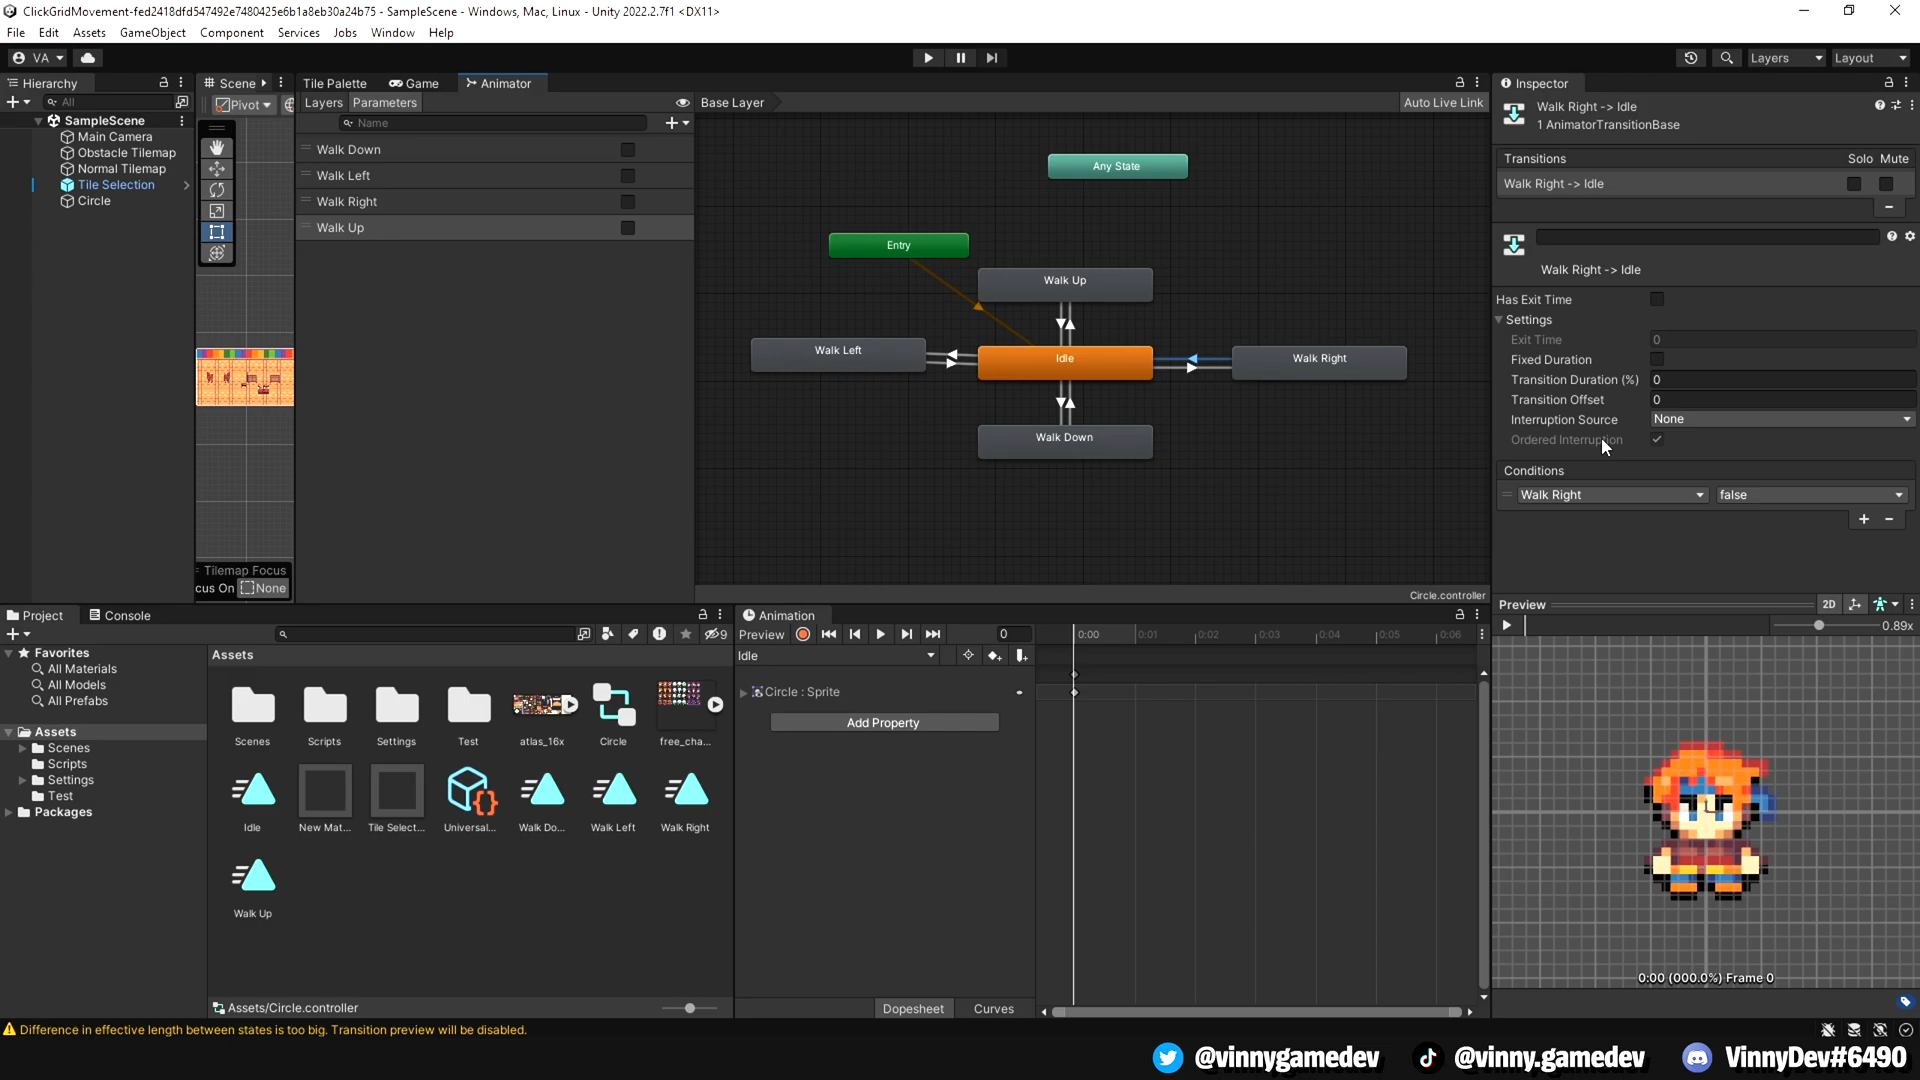 ClickGridMovement-fed2418dfd547492e7480425e6b1a8eb30a24b75 - SampleScene - Windows, Mac, Linux - Unity 2022.2.7f1 <DX11>
File Edit Assets GameObject Component Services Jobs Window Help
VA Layers Layout
Hierarchy Scene Tile Palette Game Animator Inspector
All Pivot Layers Parameters Base Layer Auto Live Link
Name
SampleScene
Main Camera
Obstacle Tilemap
Normal Tilemap
Tile Selection
Circle
Tilemap Focus
cus On None
Walk Down
Walk Left
Walk Right
Walk Up
Any State
Entry
Walk Up
Walk Left
Idle
Walk Right
Walk Down
Circle.controller
Walk Right -> Idle
1 AnimatorTransitionBase
Transitions Solo Mute
Walk Right -> Idle
Walk Right -> Idle
Has Exit Time
Settings
Exit Time 0
Fixed Duration
Transition Duration (%) 0
Transition Offset 0
Interruption Source None
Ordered Interruption
Conditions
Walk Right false
Project Console
9
Favorites
All Materials
All Models
All Prefabs
Assets
Scenes
Scripts
Settings
Test
Packages
Assets
Scenes Scripts Settings Test atlas_16x Circle free_cha...
Idle New Mat... Tile Select... Universal... Walk Do... Walk Left Walk Right
Walk Up
Assets/Circle.controller
Animation
Preview 0 0:00 0:01 0:02 0:03 0:04 0:05 0:06
Idle
Circle : Sprite
Add Property
Dopesheet Curves
Preview 2D
0.89x
0:00 (000.0%) Frame 0
Difference in effective length between states is too big. Transition preview will be disabled.
@vinnygamedev @vinny.gamedev VinnyDev#6490